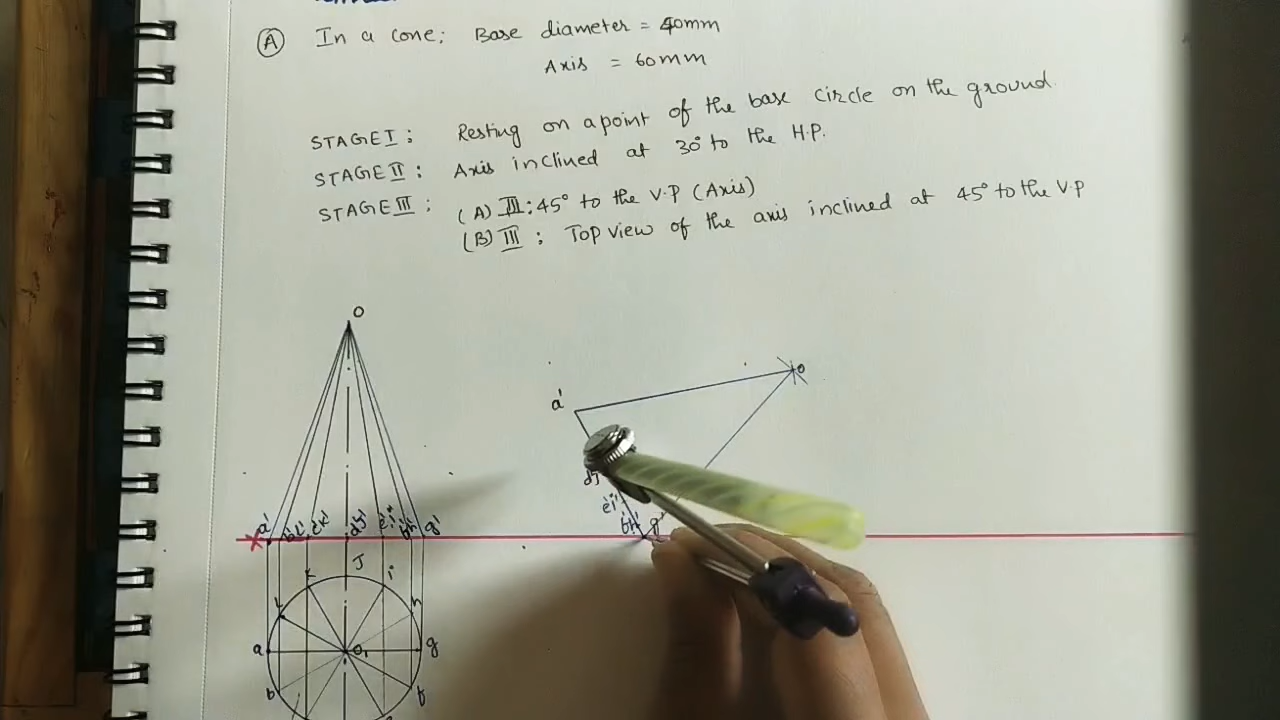 (A) In a cone; Base diameter = 40mm
Axis = 60mm
STAGE I : Resting on a point of the base circle on the ground.
STAGE II : Axis inclined at 30° to the H.P.
STAGE III : (A) III : 45° to the V.P (Axis)
(B) III ; Top view of the axis inclined at 45° to the V.P
O
a' O
d'j'
e'i'
X a' b'l' c'k' d'j' e'i' g' g'
J
k i
l h
a O₁ g
b f